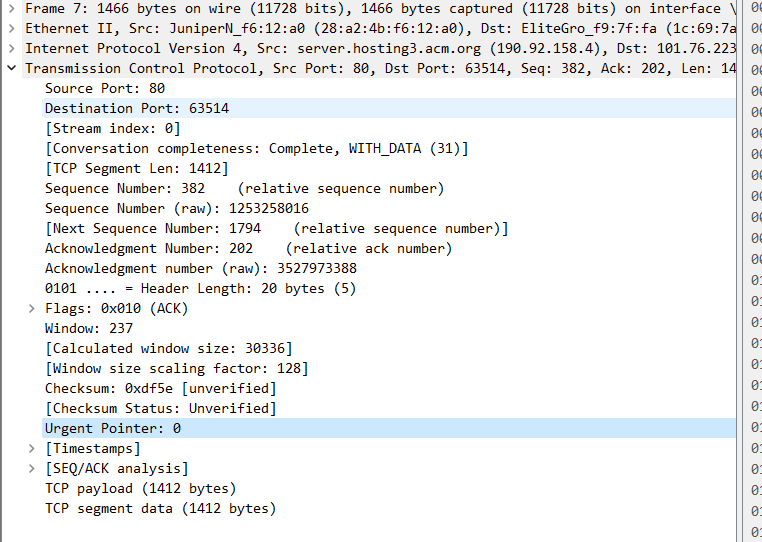 Frame 7: 1466 bytes on wire (11728 bits), 1466 bytes captured (11728 bits) on interface \
Ethernet II, Src: JuniperN_f6:12:a0 (28:a2:4b:f6:12:a0), Dst: EliteGro_f9:7f:fa (1c:69:7a
Internet Protocol Version 4, Src: server.hosting3.acm.org (190.92.158.4), Dst: 101.76.223
Transmission Control Protocol, Src Port: 80, Dst Port: 63514, Seq: 382, Ack: 202, Len: 14
Source Port: 80
Destination Port: 63514
[Stream index: 0]
[Conversation completeness: Complete, WITH_DATA (31)]
[TCP Segment Len: 1412]
Sequence Number: 382    (relative sequence number)
Sequence Number (raw): 1253258016
[Next Sequence Number: 1794    (relative sequence number)]
Acknowledgment Number: 202    (relative ack number)
Acknowledgment number (raw): 3527973388
0101 .... = Header Length: 20 bytes (5)
Flags: 0x010 (ACK)
Window: 237
[Calculated window size: 30336]
[Window size scaling factor: 128]
Checksum: 0xdf5e [unverified]
[Checksum Status: Unverified]
Urgent Pointer: 0
[Timestamps]
[SEQ/ACK analysis]
TCP payload (1412 bytes)
TCP segment data (1412 bytes)